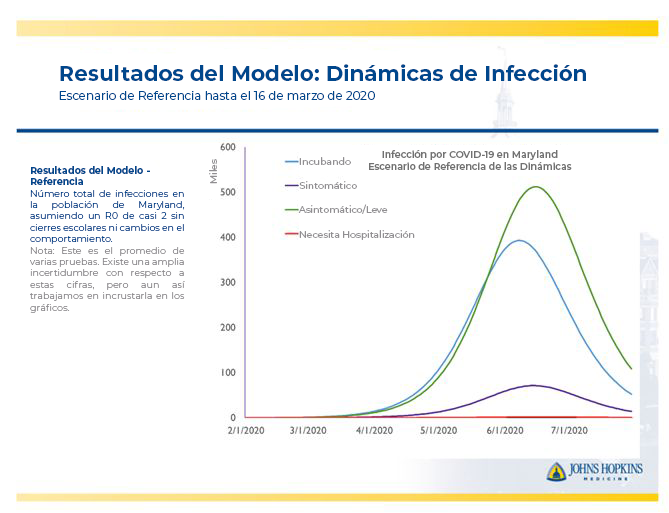 Resultados del Modelo: Dinámicas de Infección
Escenario de Referencia hasta el 16 de marzo de 2020
Resultados del Modelo -
Referencia
Número total de infecciones en
la población de Maryland,
asumiendo un R0 de casi 2 sin
cierres escolares ni cambios en el
comportamiento.
Nota: Este es el promedio de
varias pruebas. Existe una amplia
incertidumbre con respecto a
estas cifras, pero aun así
trabajamos en incrustarla en los
gráficos.
Infección por COVID-19 en Maryland
Escenario de Referencia de las Dinámicas
Miles
600
500
400
300
200
100
0
Incubando
Sintomático
Asintomático/Leve
Necesita Hospitalización
2/1/2020 3/1/2020 4/1/2020 5/1/2020 6/1/2020 7/1/2020
JOHNS HOPKINS
MEDICINE